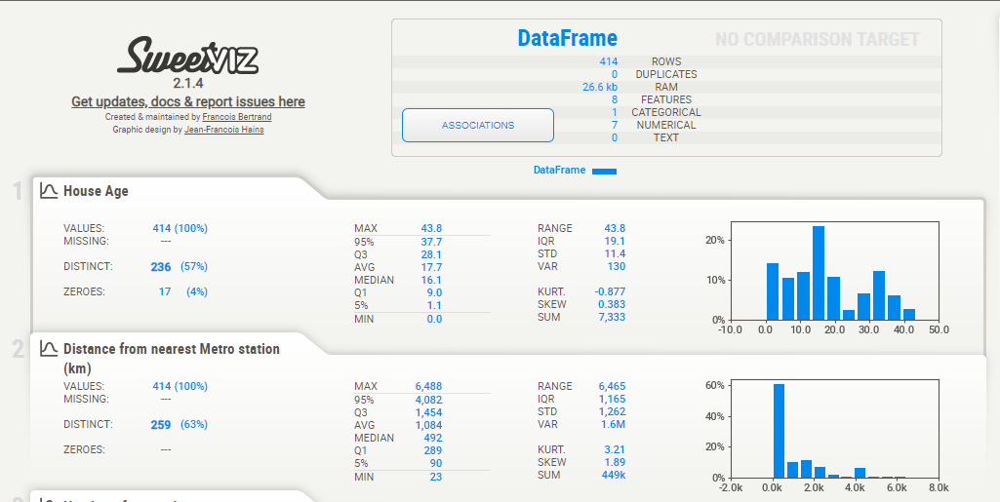 SweetVIZ
2.1.4
Get updates, docs & report issues here
Created & maintained by Francois Bertrand
Graphic design by Jean-Francois Hains
DataFrame
NO COMPARISON TARGET
414 ROWS
0 DUPLICATES
26.6 kb RAM
8 FEATURES
1 CATEGORICAL
7 NUMERICAL
0 TEXT
ASSOCIATIONS
DataFrame
1
House Age
VALUES: 414 (100%)
MISSING: ---
DISTINCT: 236 (57%)
ZEROES: 17 (4%)
MAX 43.8
95% 37.7
Q3 28.1
AVG 17.7
MEDIAN 16.1
Q1 9.0
5% 1.1
MIN 0.0
RANGE 43.8
IQR 19.1
STD 11.4
VAR 130
KURT. -0.877
SKEW 0.383
SUM 7,333
20%
10%
0%
-10.0 0.0 10.0 20.0 30.0 40.0 50.0
2
Distance from nearest Metro station
(km)
VALUES: 414 (100%)
MISSING: ---
DISTINCT: 259 (63%)
ZEROES: ---
MAX 6,488
95% 4,082
Q3 1,454
AVG 1,084
MEDIAN 492
Q1 289
5% 90
MIN 23
RANGE 6,465
IQR 1,165
STD 1,262
VAR 1.6M
KURT. 3.21
SKEW 1.89
SUM 449k
60%
40%
20%
0%
-2.0k 0.0k 2.0k 4.0k 6.0k 8.0k